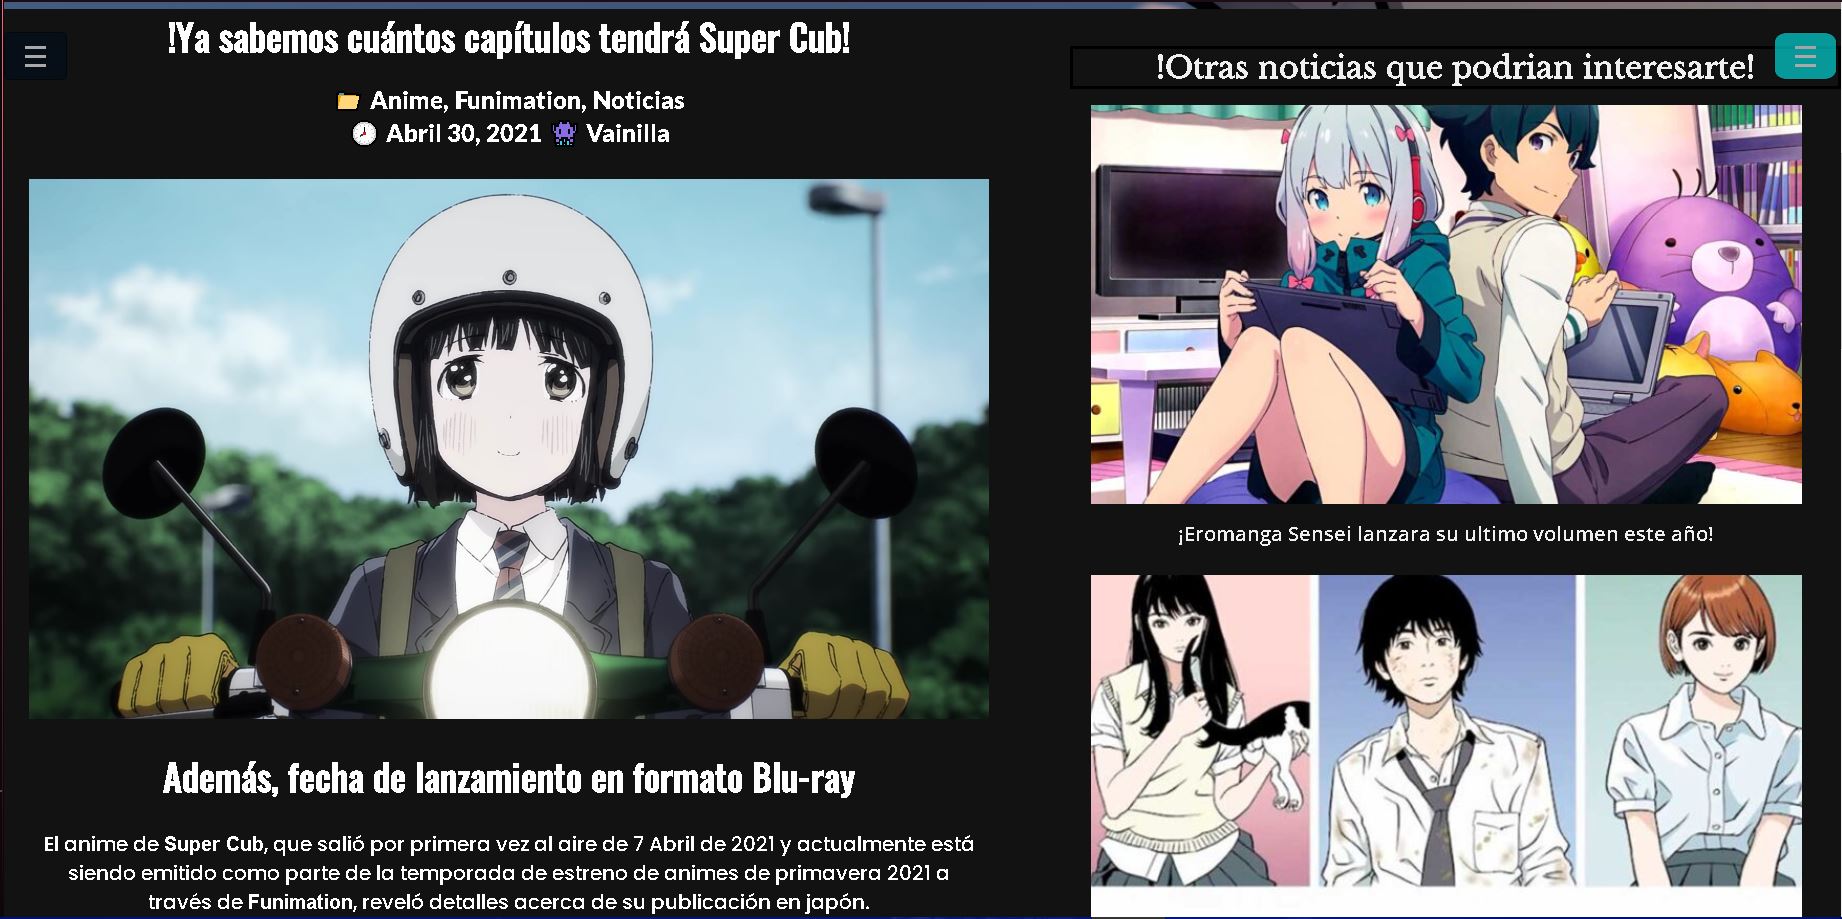 !Ya sabemos cuántos capítulos tendrá Super Cub!
Anime, Funimation, Noticias
Abril 30, 2021 Vainilla
Además, fecha de lanzamiento en formato Blu-ray
El anime de Super Cub, que salió por primera vez al aire de 7 Abril de 2021 y actualmente está
siendo emitido como parte de la temporada de estreno de animes de primavera 2021 a
través de Funimation, reveló detalles acerca de su publicación en japón.
!Otras noticias que podrian interesarte!
¡Eromanga Sensei lanzara su ultimo volumen este año!